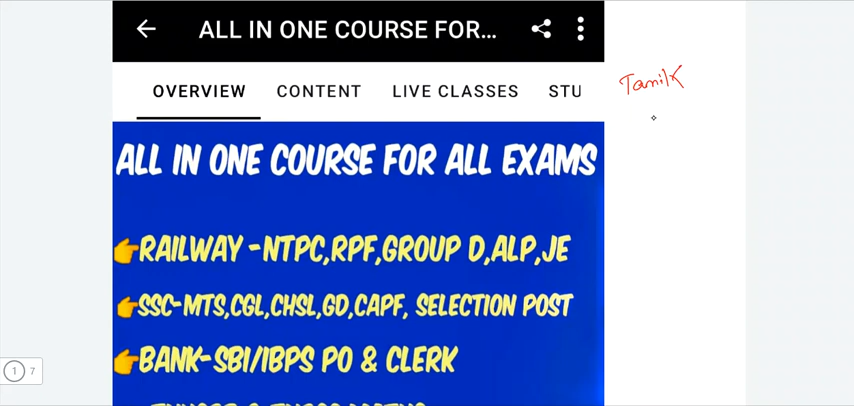 ALL IN ONE COURSE FOR...
OVERVIEW CONTENT LIVE CLASSES STU
ALL IN ONE COURSE FOR ALL EXAMS
👉RAILWAY -NTPC,RPF,GROUP D,ALP,JE
👉SSC-MTS,CGL,CHSL,GD,CAPF, SELECTION POST
👉BANK-SBI/IBPS PO & CLERK
1 7